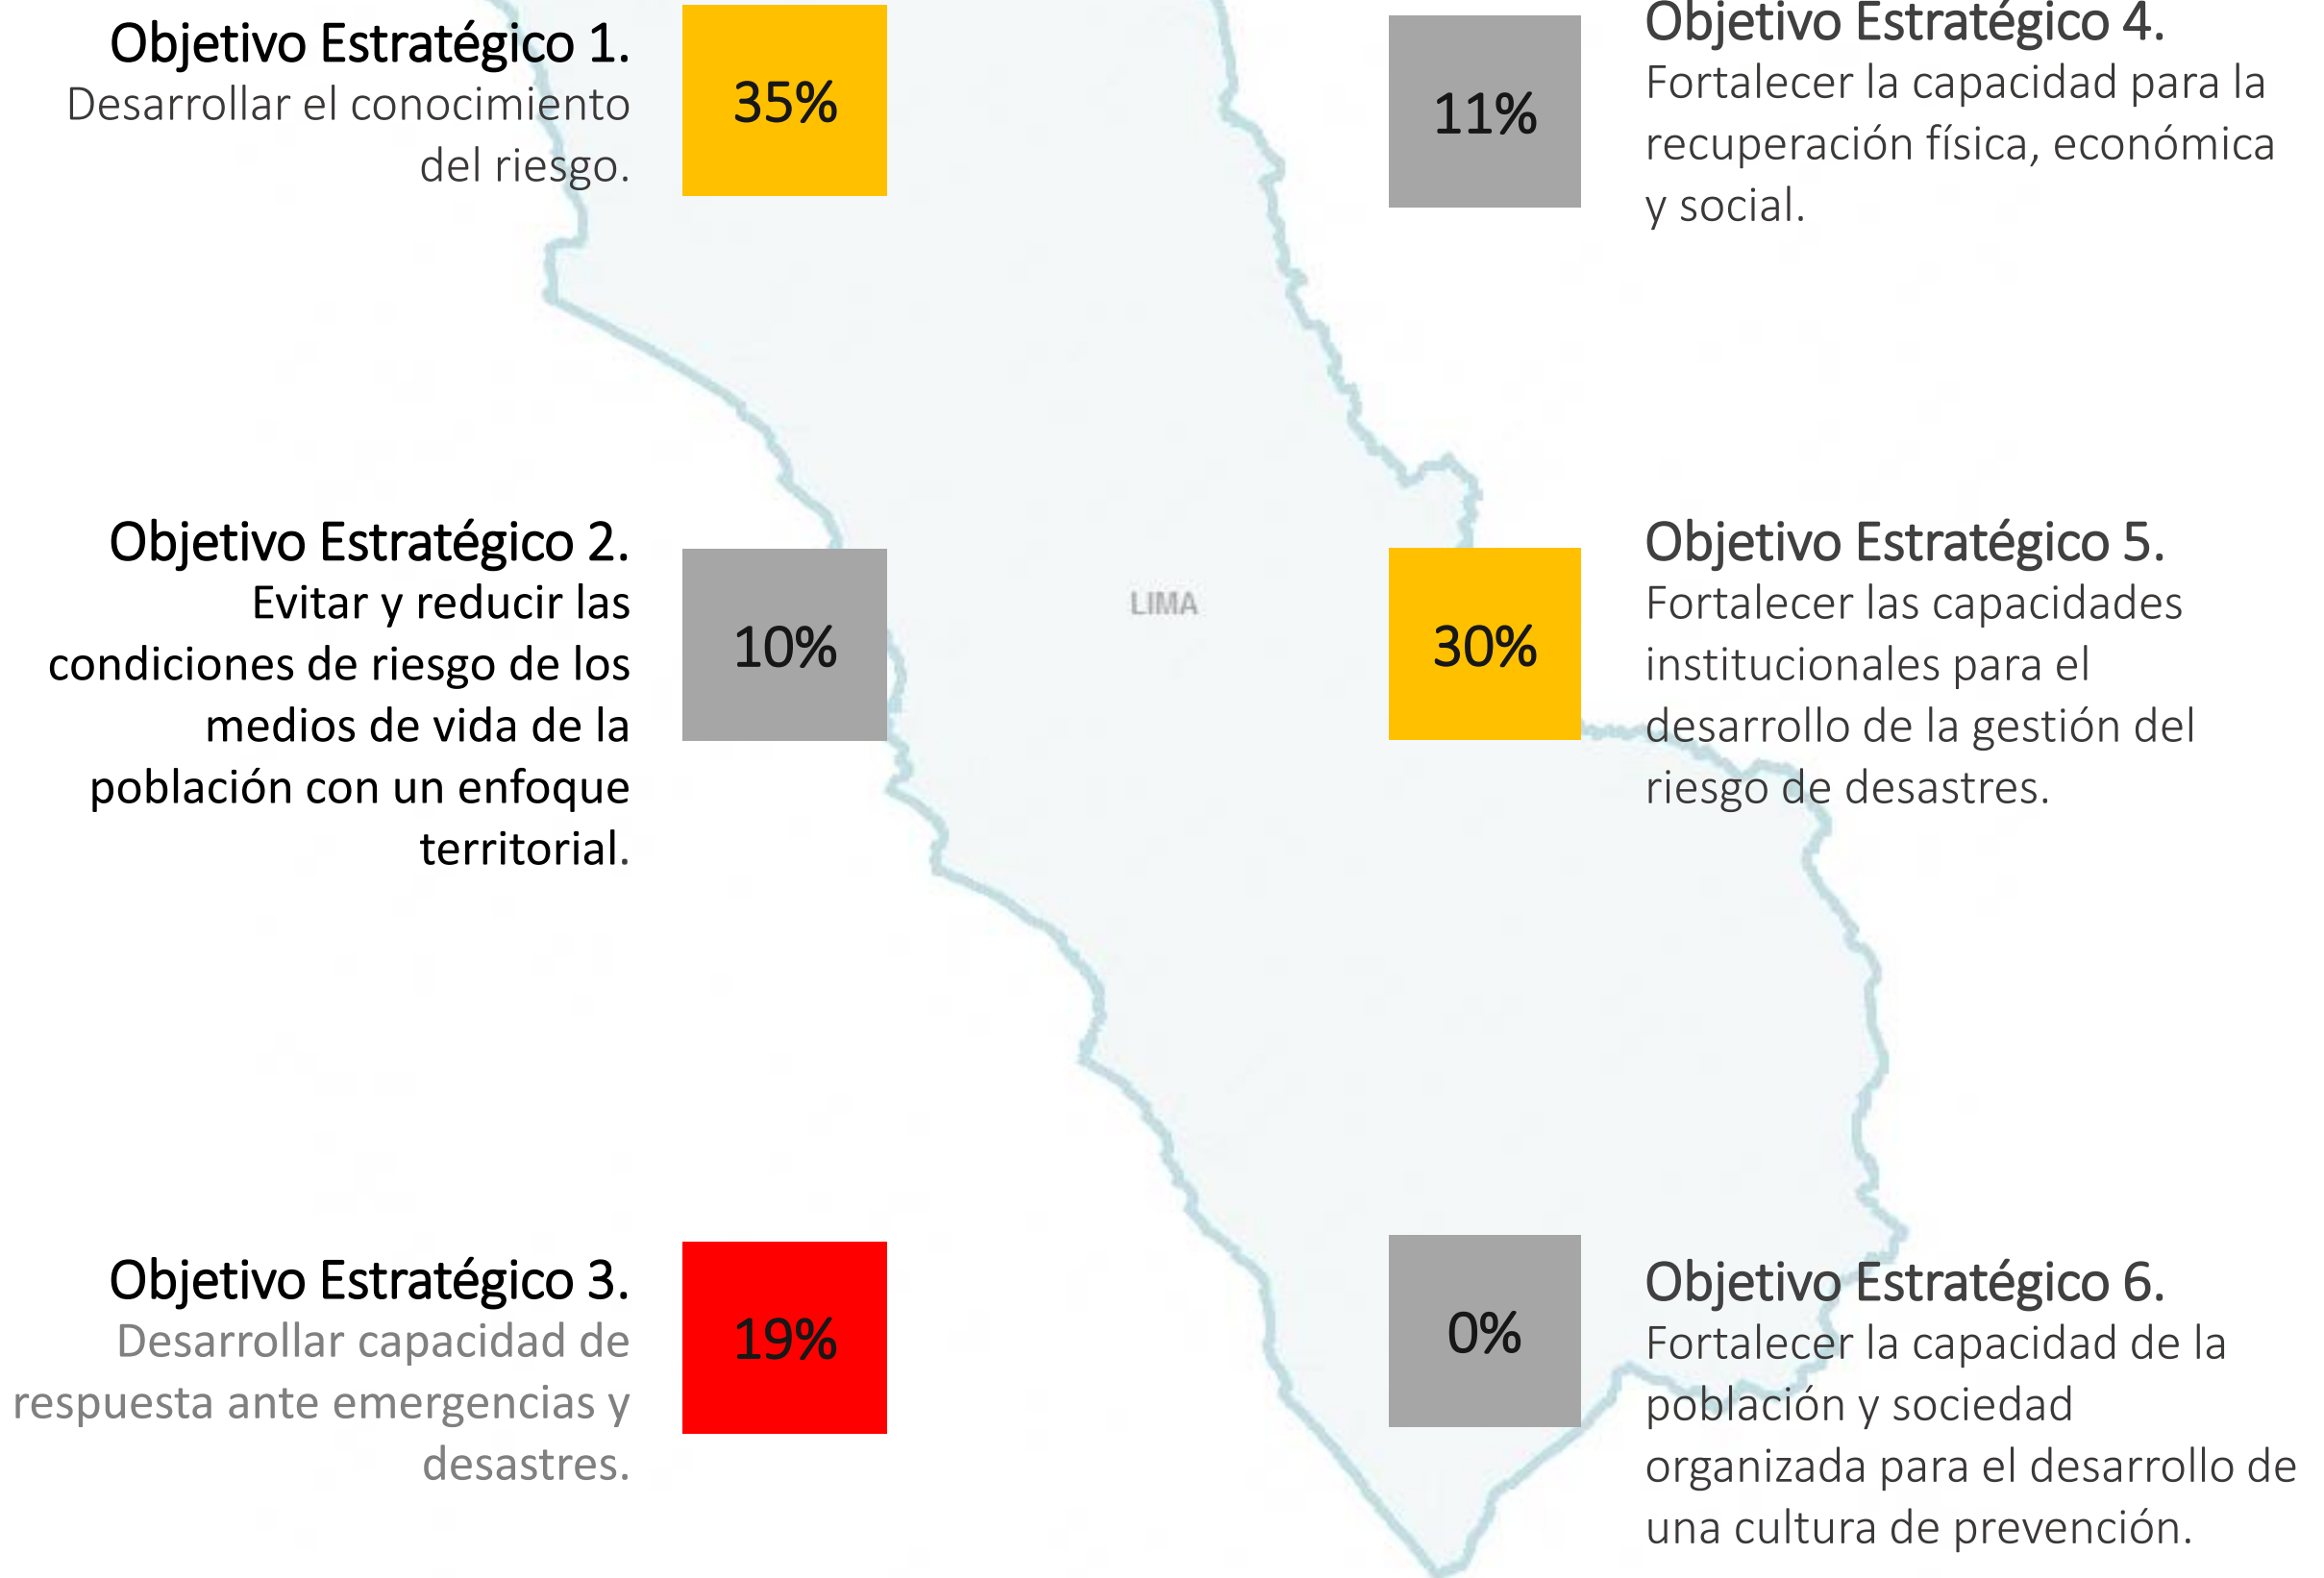 Objetivo Estratégico 1.
Desarrollar el conocimiento
del riesgo.
35%
Objetivo Estratégico 2.
Evitar y reducir las
condiciones de riesgo de los
medios de vida de la
población con un enfoque
territorial.
10%
Objetivo Estratégico 3.
Desarrollar capacidad de
respuesta ante emergencias y
desastres.
19%
LIMA
11%
Objetivo Estratégico 4.
Fortalecer la capacidad para la
recuperación física, económica
y social.
30%
Objetivo Estratégico 5.
Fortalecer las capacidades
institucionales para el
desarrollo de la gestión del
riesgo de desastres.
0%
Objetivo Estratégico 6.
Fortalecer la capacidad de la
población y sociedad
organizada para el desarrollo de
una cultura de prevención.